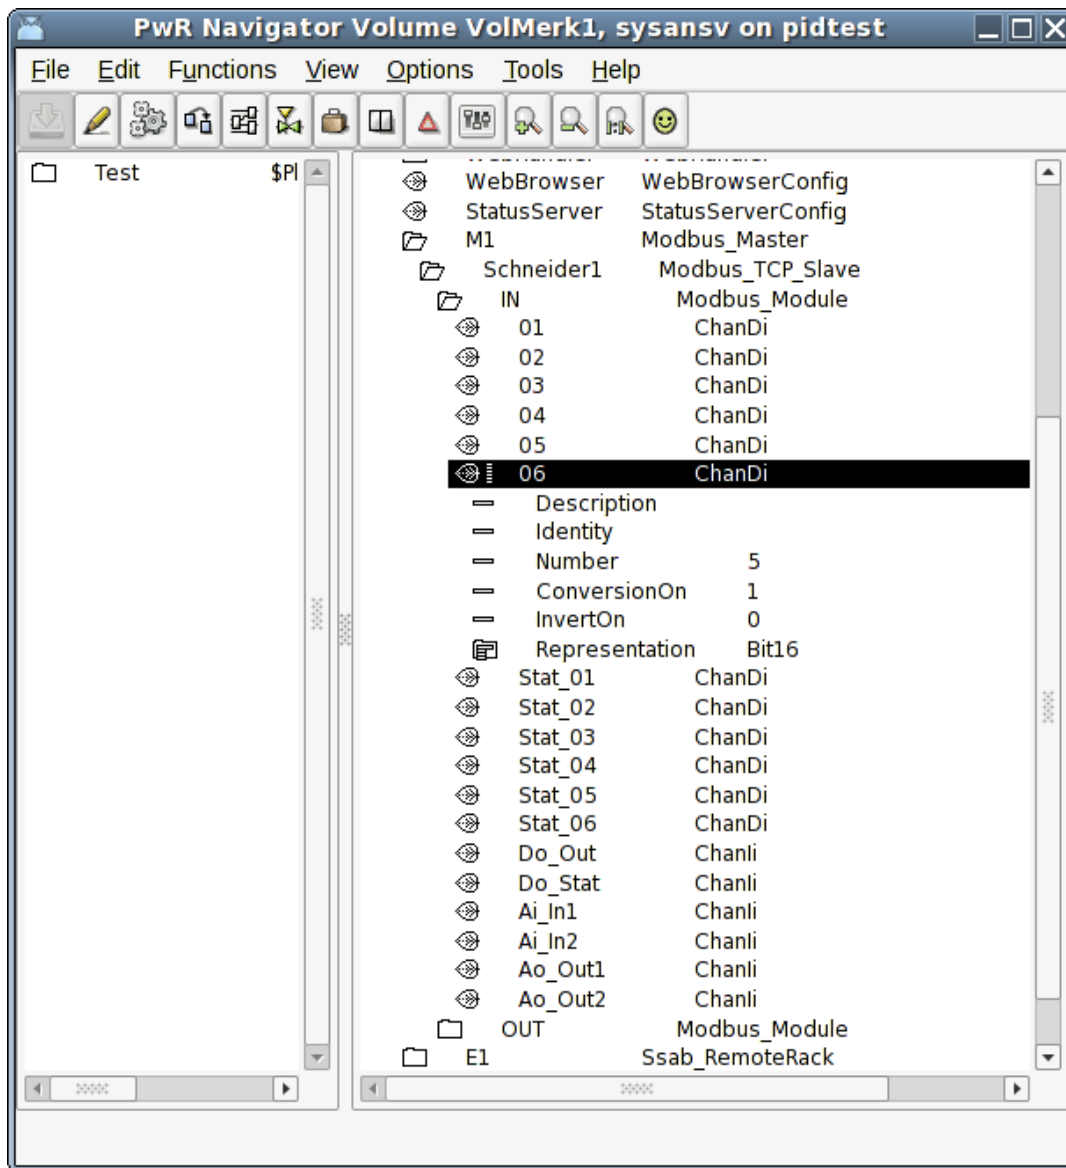 PwR Navigator Volume VolMerk1, sysansv on pidtest
File Edit Functions View Options Tools Help
Test $Pl
WebBrowser WebBrowserConfig
StatusServer StatusServerConfig
M1 Modbus_Master
Schneider1 Modbus_TCP_Slave
IN Modbus_Module
01 ChanDi
02 ChanDi
03 ChanDi
04 ChanDi
05 ChanDi
06 ChanDi
Description
Identity
Number 5
ConversionOn 1
InvertOn 0
Representation Bit16
Stat_01 ChanDi
Stat_02 ChanDi
Stat_03 ChanDi
Stat_04 ChanDi
Stat_05 ChanDi
Stat_06 ChanDi
Do_Out ChanIi
Do_Stat ChanIi
Ai_In1 ChanIi
Ai_In2 ChanIi
Ao_Out1 ChanIi
Ao_Out2 ChanIi
OUT Modbus_Module
E1 Ssab_RemoteRack